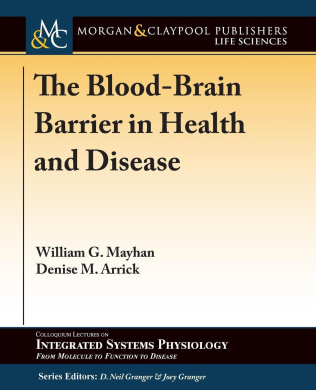 M&C
MORGAN&CLAYPOOL PUBLISHERS
LIFE SCIENCES
The Blood-Brain
Barrier in Health
and Disease
William G. Mayhan
Denise M. Arrick
COLLOQUIUM LECTURES ON
INTEGRATED SYSTEMS PHYSIOLOGY
FROM MOLECULE TO FUNCTION TO DISEASE
Series Editors: D. Neil Granger & Joey Granger